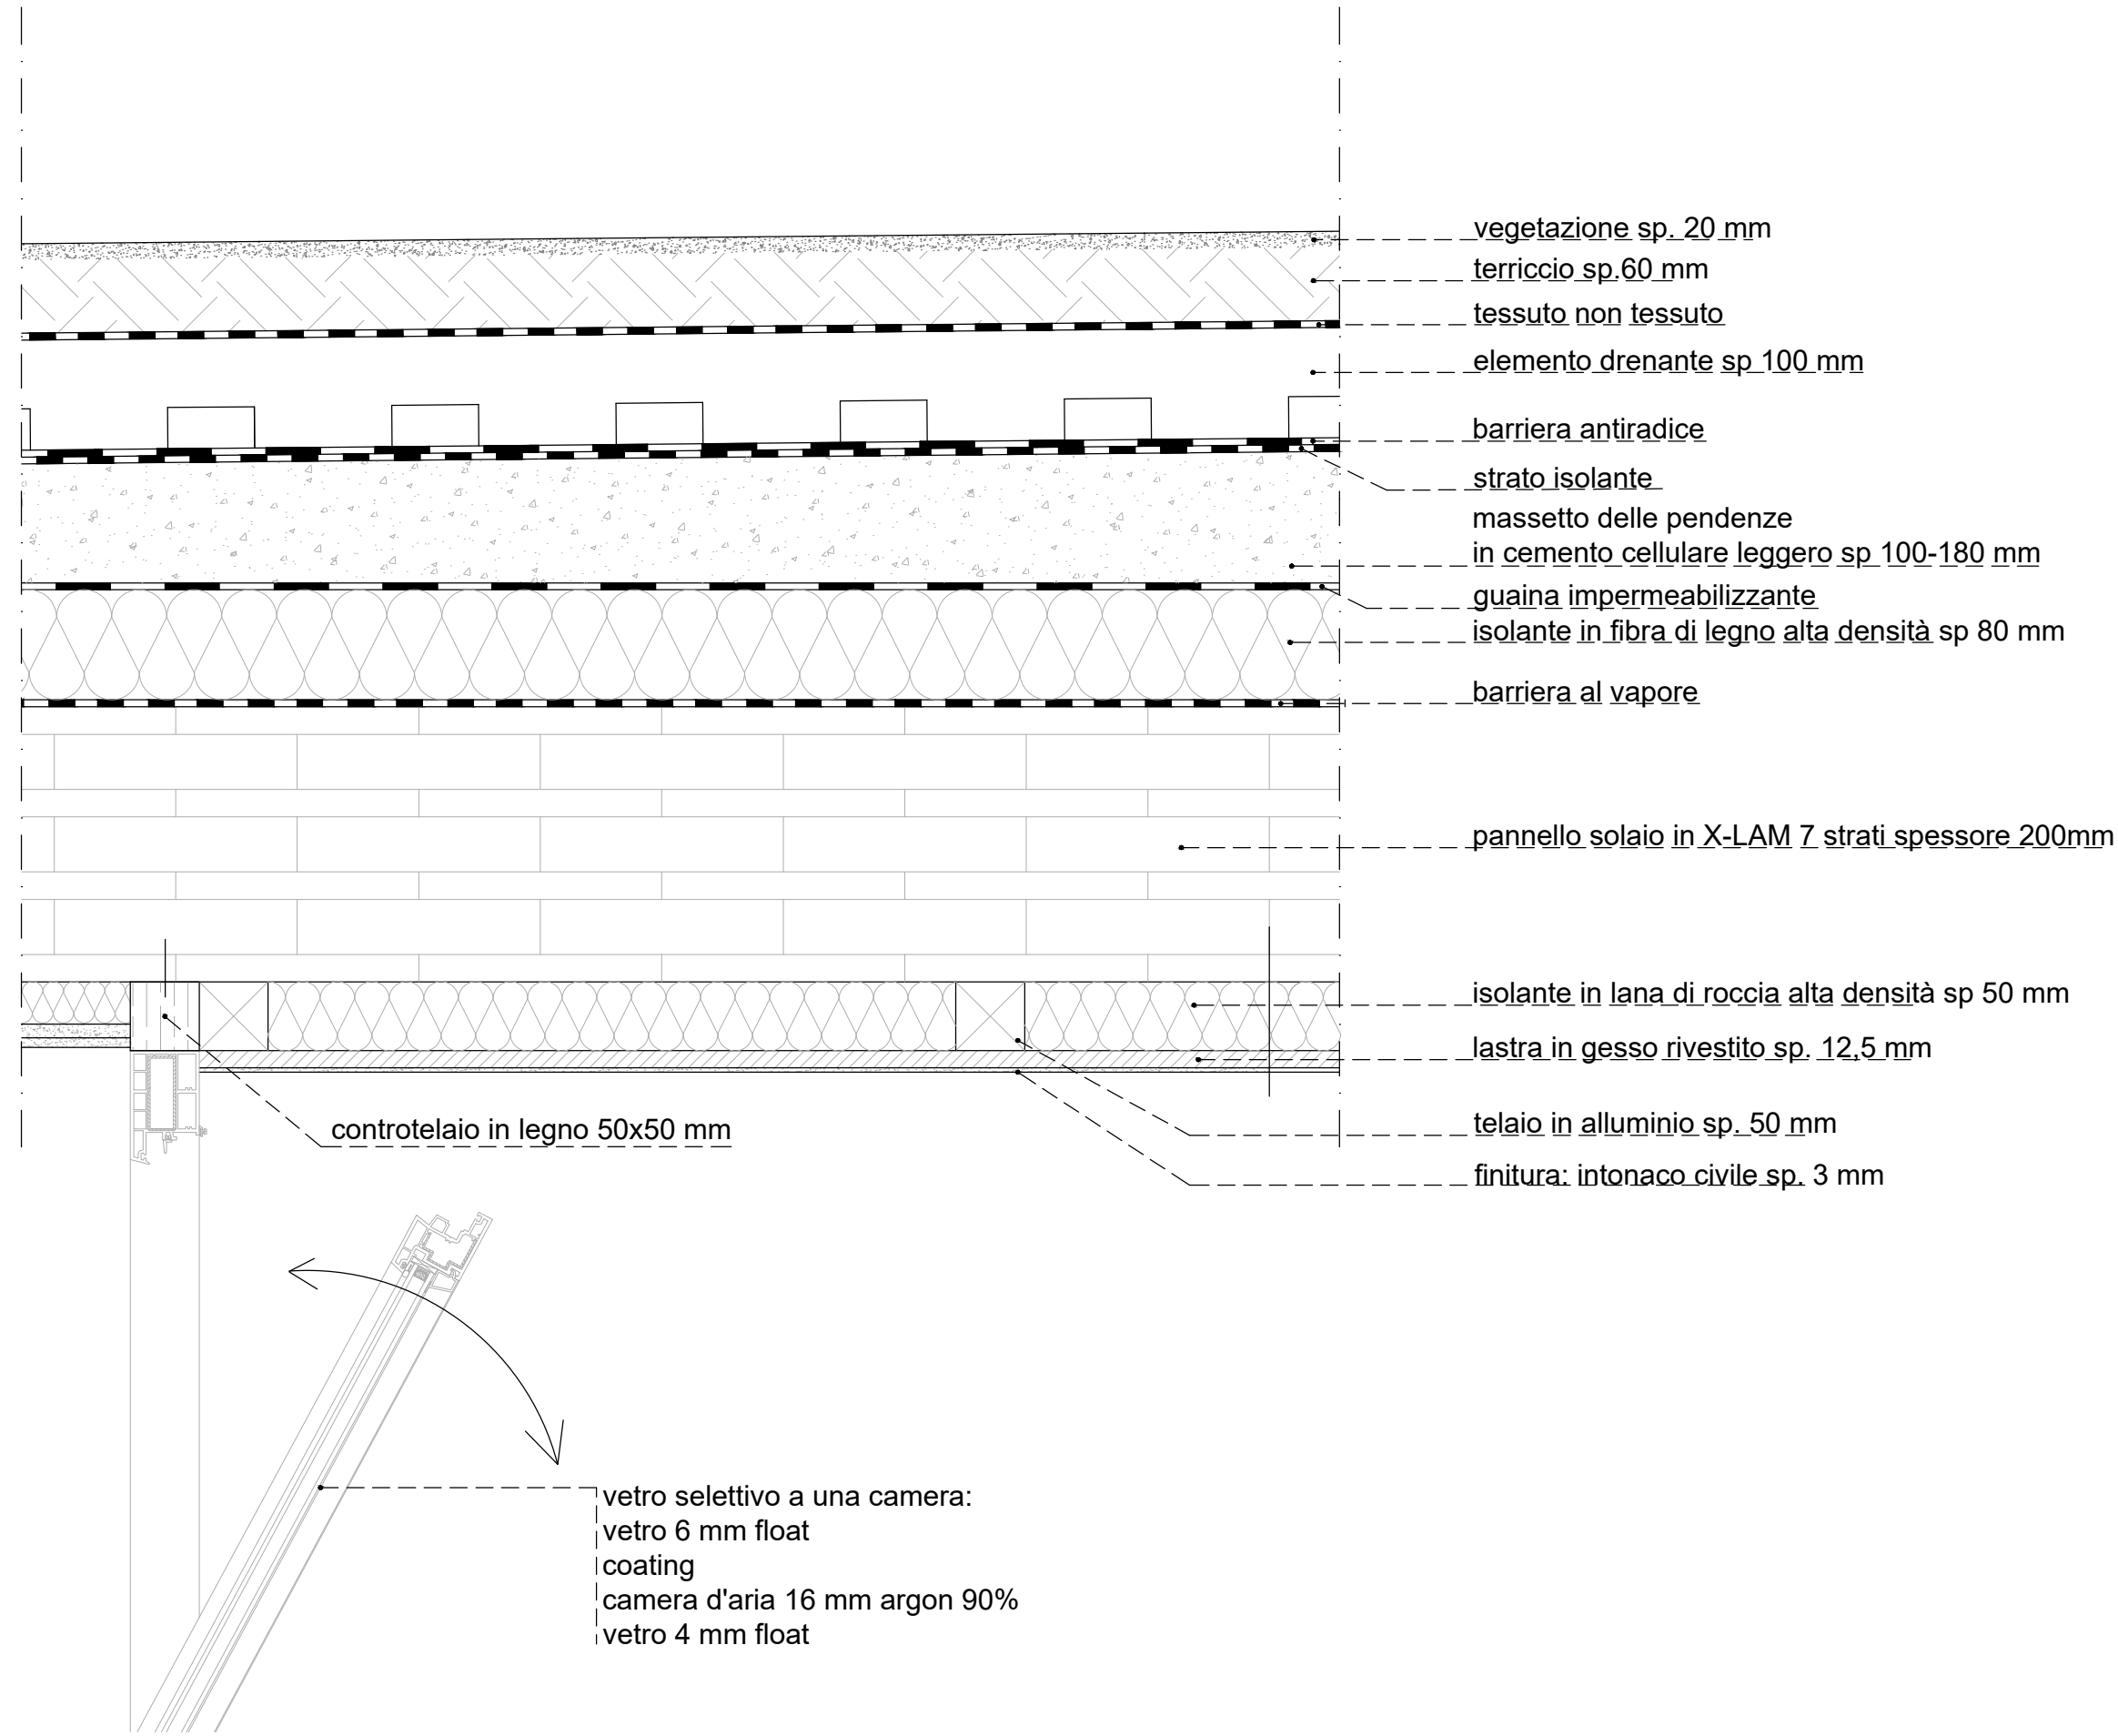 vegetazione sp. 20 mm
terriccio sp.60 mm
tessuto non tessuto
elemento drenante sp 100 mm
barriera antiradice
strato isolante
massetto delle pendenze
in cemento cellulare leggero sp 100-180 mm
guaina impermeabilizzante
isolante in fibra di legno alta densità sp 80 mm
barriera al vapore
pannello solaio in X-LAM 7 strati spessore 200mm
isolante in lana di roccia alta densità sp 50 mm
lastra in gesso rivestito sp. 12,5 mm
telaio in alluminio sp. 50 mm
controtelaio in legno 50x50 mm
finitura: intonaco civile sp. 3 mm
vetro selettivo a una camera:
vetro 6 mm float
coating
camera d'aria 16 mm argon 90%
vetro 4 mm float